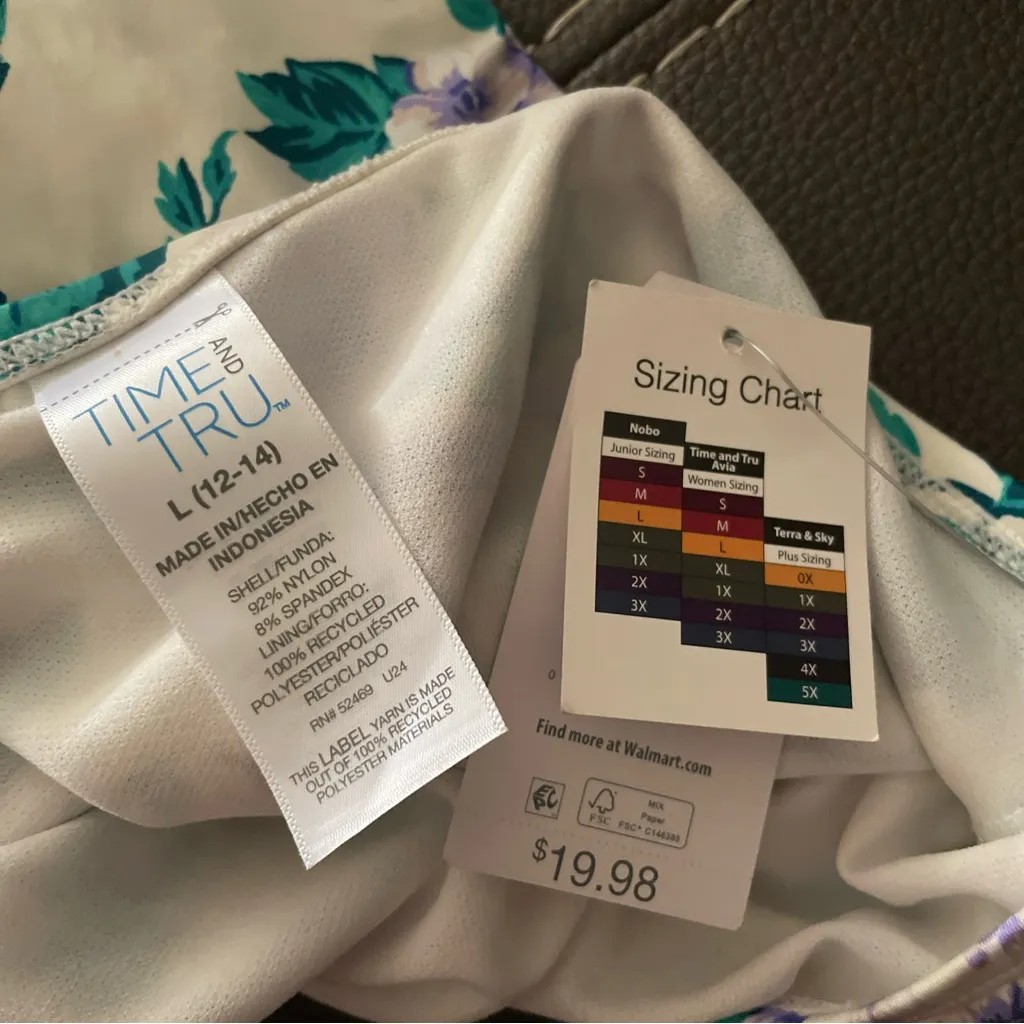 TIME AND
TRU™
L (12-14)
MADE IN/HECHO EN
INDONESIA
SHELL/FUNDA:
92% NYLON
8% SPANDEX
LINING/FORRO:
100% RECYCLED
POLYESTER/POLIÉSTER
RECICLADO
RN# 52469 U24
THIS LABEL YARN IS MADE
OUT OF 100% RECYCLED
POLYESTER MATERIALS
Sizing Chart
Nobo
Junior Sizing
S
M
L
XL
1X
2X
3X
Time and Tru
Avia
Women Sizing
S
M
L
XL
1X
2X
3X
Terra & Sky
Plus Sizing
0X
1X
2X
3X
4X
5X
0
Find more at Walmart.com
FSC
MIX
Paper
$19.98